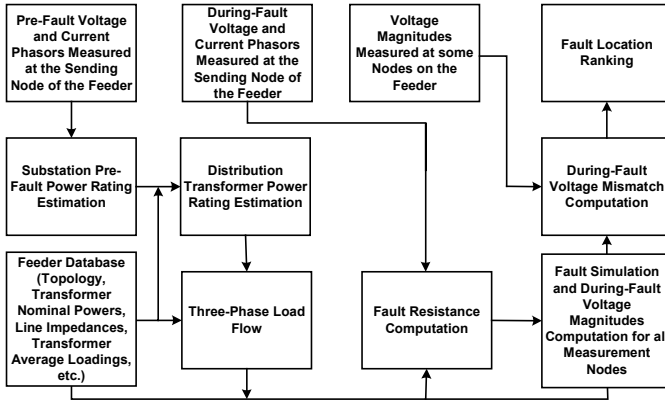 Pre-Fault Voltage
and Current
Phasors Measured
at the Sending
Node of the Feeder
During-Fault
Voltage and
Current Phasors
Measured at the
Sending Node of
the Feeder
Voltage
Magnitudes
Measured at some
Nodes on the
Feeder
Fault Location
Ranking
Substation Pre-
Fault Power Rating
Estimation
Distribution
Transformer Power
Rating Estimation
During-Fault
Voltage Mismatch
Computation
Feeder Database
(Topology,
Transformer
Nominal Powers,
Line Impedances,
Transformer
Average Loadings,
etc.)
Three-Phase Load
Flow
Fault Resistance
Computation
Fault Simulation
and During-Fault
Voltage
Magnitudes
Computation for al
Measurement
Nodes